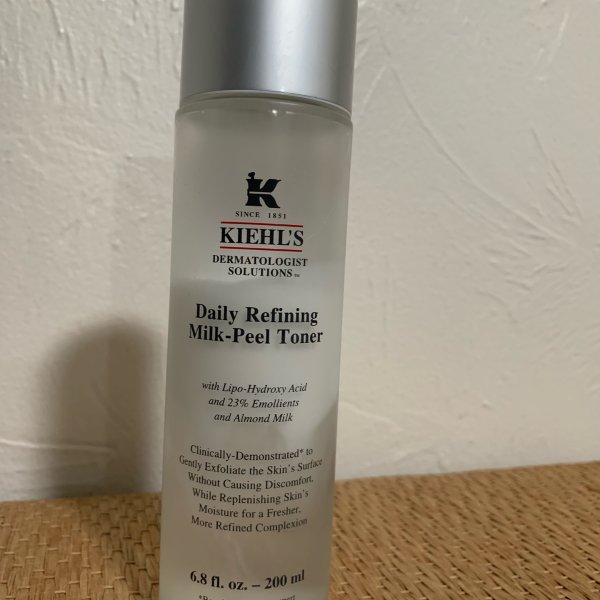 K
SINCE 1851
KIEHL'S
DERMATOLOGIST
SOLUTIONS™
Daily Refining
Milk-Peel Toner
with Lipo-Hydroxy Acid
and 23% Emollients
and Almond Milk
Clinically-Demonstrated* to
Gently Exfoliate the Skin's Surface
Without Causing Discomfort,
While Replenishing Skin's
Moisture for a Fresher,
More Refined Complexion
6.8 fl. oz. – 200 ml